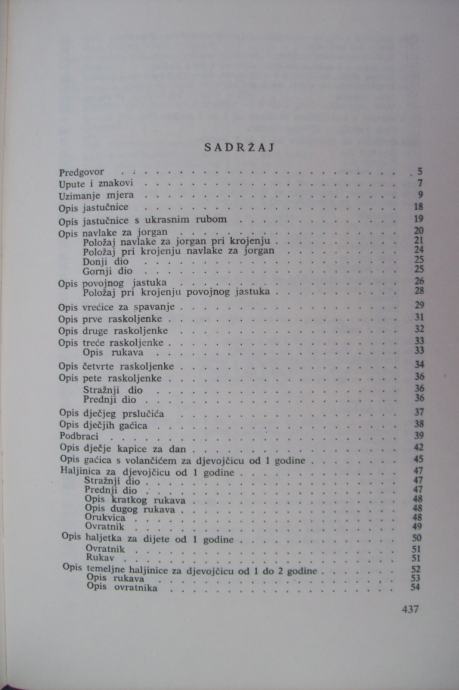 SADRŽAJ
Predgovor . . . . . . . . . . . . . . . . 5
Upute i znakovi . . . . . . . . . . . . . . . . 7
Uzimanje mjera . . . . . . . . . . . . . . . . 9
Opis jastučnice . . . . . . . . . . . . . . . . 18
Opis jastučnice s ukrasnim rubom . . . . . . . . . . 19
Opis navlake za jorgan . . . . . . . . . . . . . 20
Položaj navlake za jorgan pri krojenju . . . . . . . . 21
Položaj pri krojenju navlake za jorgan . . . . . . . . 24
Donji dio . . . . . . . . . . . . . . . . 25
Gornji dio . . . . . . . . . . . . . . . . 25
Opis povojnog jastuka . . . . . . . . . . . . . 26
Položaj pri krojenju povojnog jastuka . . . . . . . . 28
Opis vrećice za spavanje . . . . . . . . . . . . 29
Opis prve raskoljenke . . . . . . . . . . . . . 31
Opis druge raskoljenke . . . . . . . . . . . . . 32
Opis treće raskoljenke . . . . . . . . . . . . . 33
Opis rukava . . . . . . . . . . . . . . . 33
Opis četvrte raskoljenke . . . . . . . . . . . . 34
Opis pete raskoljenke . . . . . . . . . . . . . 36
Stražnji dio . . . . . . . . . . . . . . . 36
Prednji dio . . . . . . . . . . . . . . . 36
Opis dječjeg prslučića . . . . . . . . . . . . . 37
Opis dječjih gaćica . . . . . . . . . . . . . . 38
Podbraci . . . . . . . . . . . . . . . . 39
Opis dječje kapice za dan . . . . . . . . . . . . 42
Opis gaćica s volančićem za djevojčicu od 1 godine . . . . . 45
Haljinica za djevojčicu od 1 godine . . . . . . . . . 47
Stražnji dio . . . . . . . . . . . . . . . 47
Prednji dio . . . . . . . . . . . . . . . 47
Opis kratkog rukava . . . . . . . . . . . . . 48
Opis dugog rukava . . . . . . . . . . . . . 48
Orukvica . . . . . . . . . . . . . . . . 48
Ovratnik . . . . . . . . . . . . . . . . 49
Opis haljetka za dijete od 1 godine . . . . . . . . . 50
Ovratnik . . . . . . . . . . . . . . . . 51
Rukav . . . . . . . . . . . . . . . . 51
Opis temeljne haljinice za djevojčicu od 1 do 2 godine . . . . 52
Opis rukava . . . . . . . . . . . . . . . 53
Opis ovratnika . . . . . . . . . . . . . . 54
437